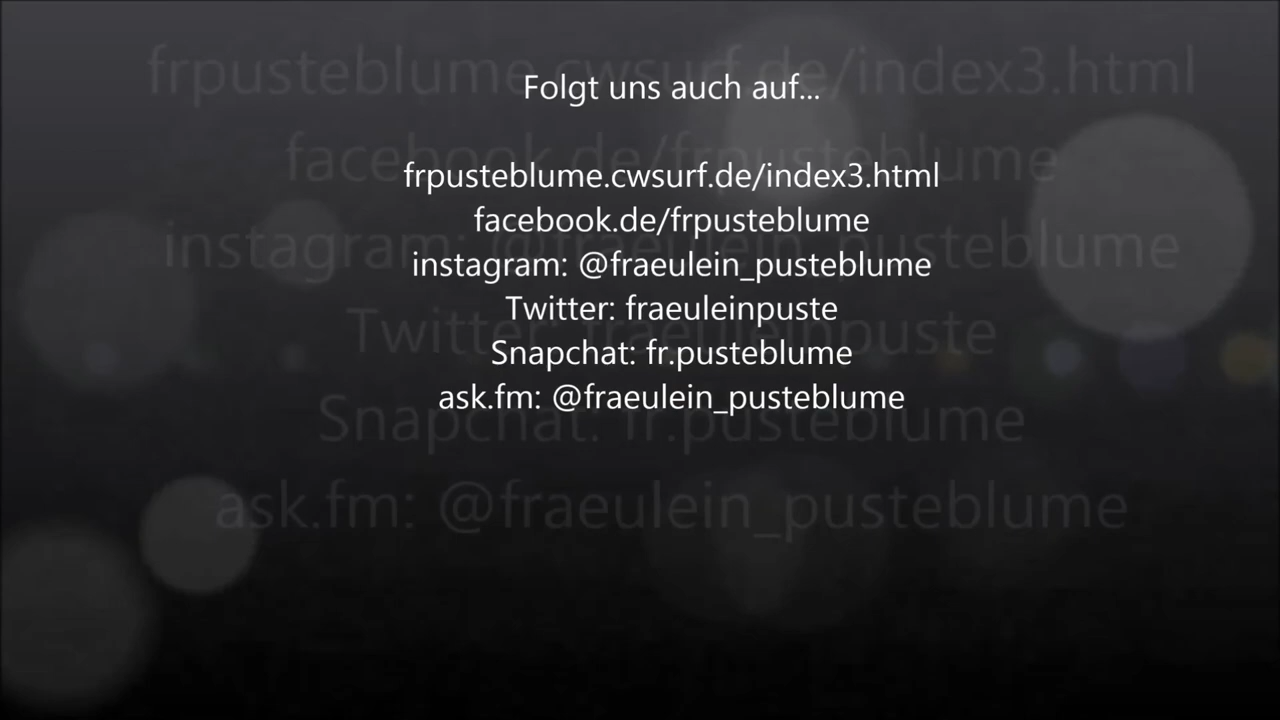 Folgt uns auch auf...
frpusteblume.cwsurf.de/index3.html
facebook.de/frpusteblume
instagram: @fraeulein_pusteblume
Twitter: fraeuleinpuste
Snapchat: fr.pusteblume
ask.fm: @fraeulein_pusteblume